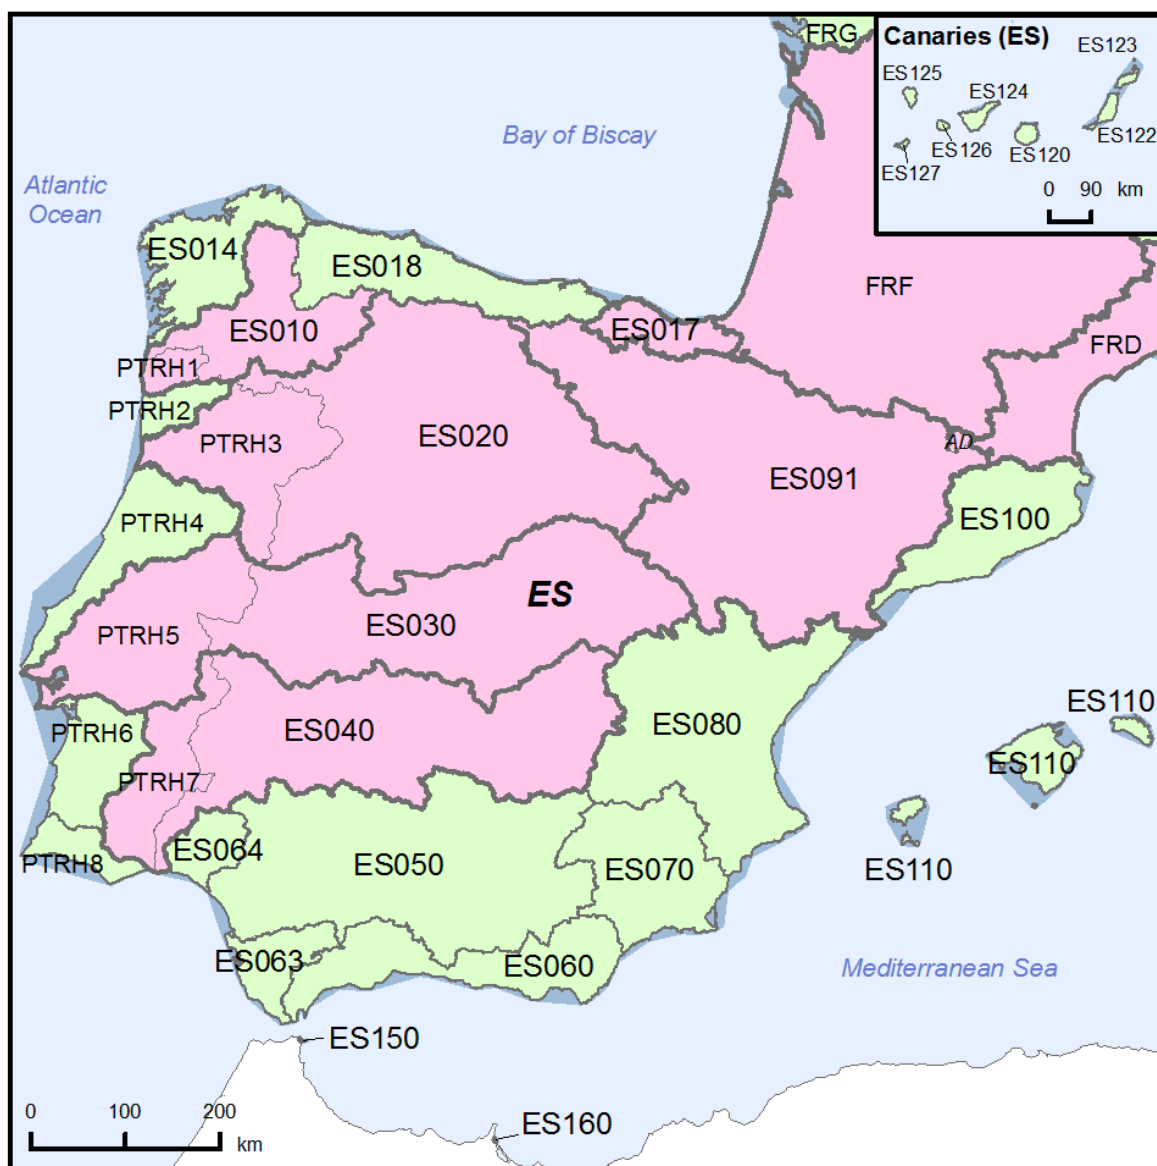 FRG
Canaries (ES)
ES123
ES125
ES124
ES122
ES126
ES120
ES127
0 90 km
Bay of Biscay
Atlantic
Ocean
ES014
ES018
FRF
ES010
ES017
FRD
PTRH1
PTRH2
PTRH3
ES020
AD
ES091
PTRH4
ES100
ES
ES030
PTRH5
ES110
PTRH6
ES040
ES080
ES110
PTRH7
ES064
ES050
ES070
PTRH8
ES110
ES063
ES060
Mediterranean Sea
ES150
0 100 200
km
ES160